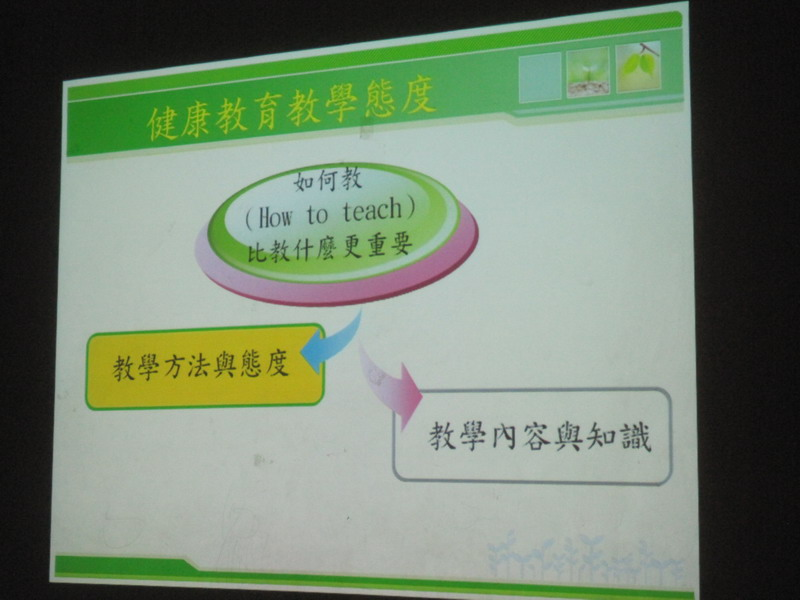 健康教育教學態度
如何教
（How to teach）
比教什麼更重要
教學方法與態度
教學內容與知識